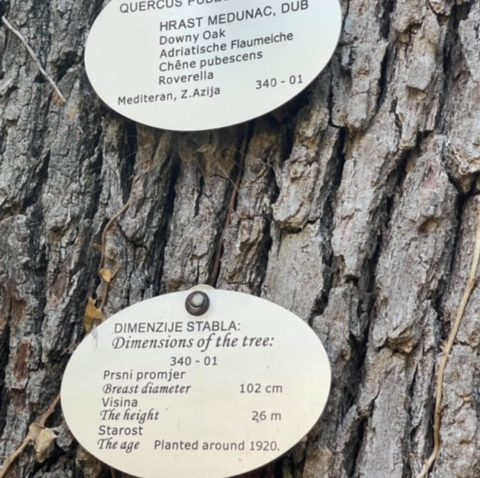 QUERCUS
HRAST MEDUNAC, DUB
Downy Oak
Adriatische Flaumeiche
Chêne pubescens
Roverella
Mediteran, Z.Azija 340 - 01
DIMENZIJE STABLA:
Dimensions of the tree:
340 - 01
Prsni promjer
Breast diameter 102 cm
Visina
The height 26 m
Starost
The age Planted around 1920.